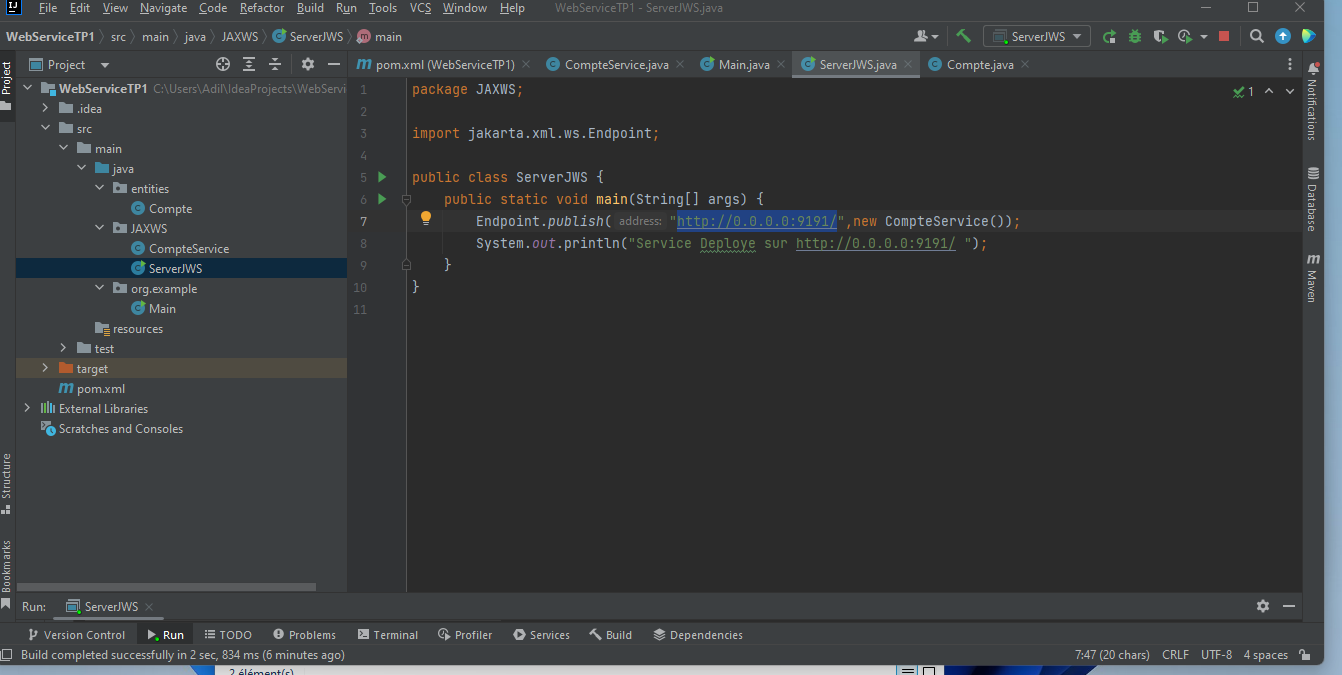 IJ File Edit View Navigate Code Refactor Build Run Tools VCS Window Help WebServiceTP1 - ServerJWS.java
WebServiceTP1 src main java JAXWS ServerJWS m main ServerJWS
Project
m pom.xml (WebServiceTP1) CompteService.java Main.java ServerJWS.java Compte.java
Project
WebServiceTP1 C:\Users\Adil\IdeaProjects\WebServi
.idea
src
main
java
entities
Compte
JAXWS
CompteService
ServerJWS
org.example
Main
resources
test
target
m pom.xml
External Libraries
Scratches and Consoles
Structure
Bookmarks
1 package JAXWS;
1
2
3 import jakarta.xml.ws.Endpoint;
4
5 public class ServerJWS {
6 public static void main(String[] args) {
7 Endpoint.publish( address: "http://0.0.0.0:9191/",new CompteService());
8 System.out.println("Service Deploye sur http://0.0.0.0:9191/ ");
9 }
10 }
11
Notifications
Database
m Maven
Run: ServerJWS
Version Control Run TODO Problems Terminal Profiler Services Build Dependencies
Build completed successfully in 2 sec, 834 ms (6 minutes ago) 7:47 (20 chars) CRLF UTF-8 4 spaces
2 élément(s)